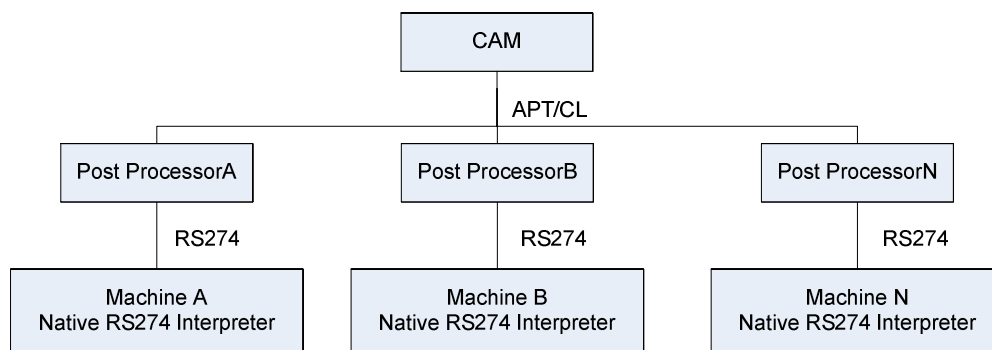 CAM
APT/CL
Post ProcessorA
Post ProcessorB
Post ProcessorN
RS274
RS274
RS274
Machine A
Native RS274 Interpreter
Machine B
Native RS274 Interpreter
Machine N
Native RS274 Interpreter